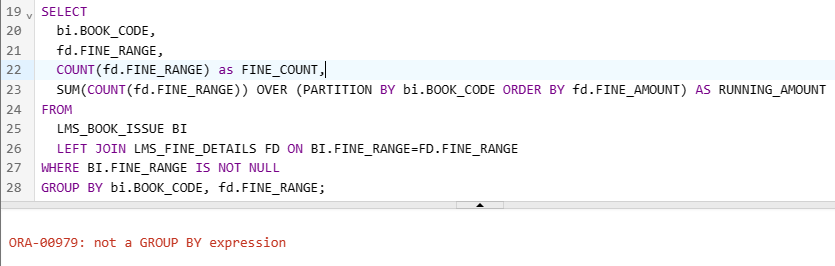 19 SELECT
20 bi.BOOK_CODE,
21 fd.FINE_RANGE,
22 COUNT(fd.FINE_RANGE) as FINE_COUNT,
23 SUM(COUNT(fd.FINE_RANGE)) OVER (PARTITION BY bi.BOOK_CODE ORDER BY fd.FINE_AMOUNT) AS RUNNING_AMOUNT
24 FROM
25 LMS_BOOK_ISSUE BI
26 LEFT JOIN LMS_FINE_DETAILS FD ON BI.FINE_RANGE=FD.FINE_RANGE
27 WHERE BI.FINE_RANGE IS NOT NULL
28 GROUP BY bi.BOOK_CODE, fd.FINE_RANGE;
ORA-00979: not a GROUP BY expression